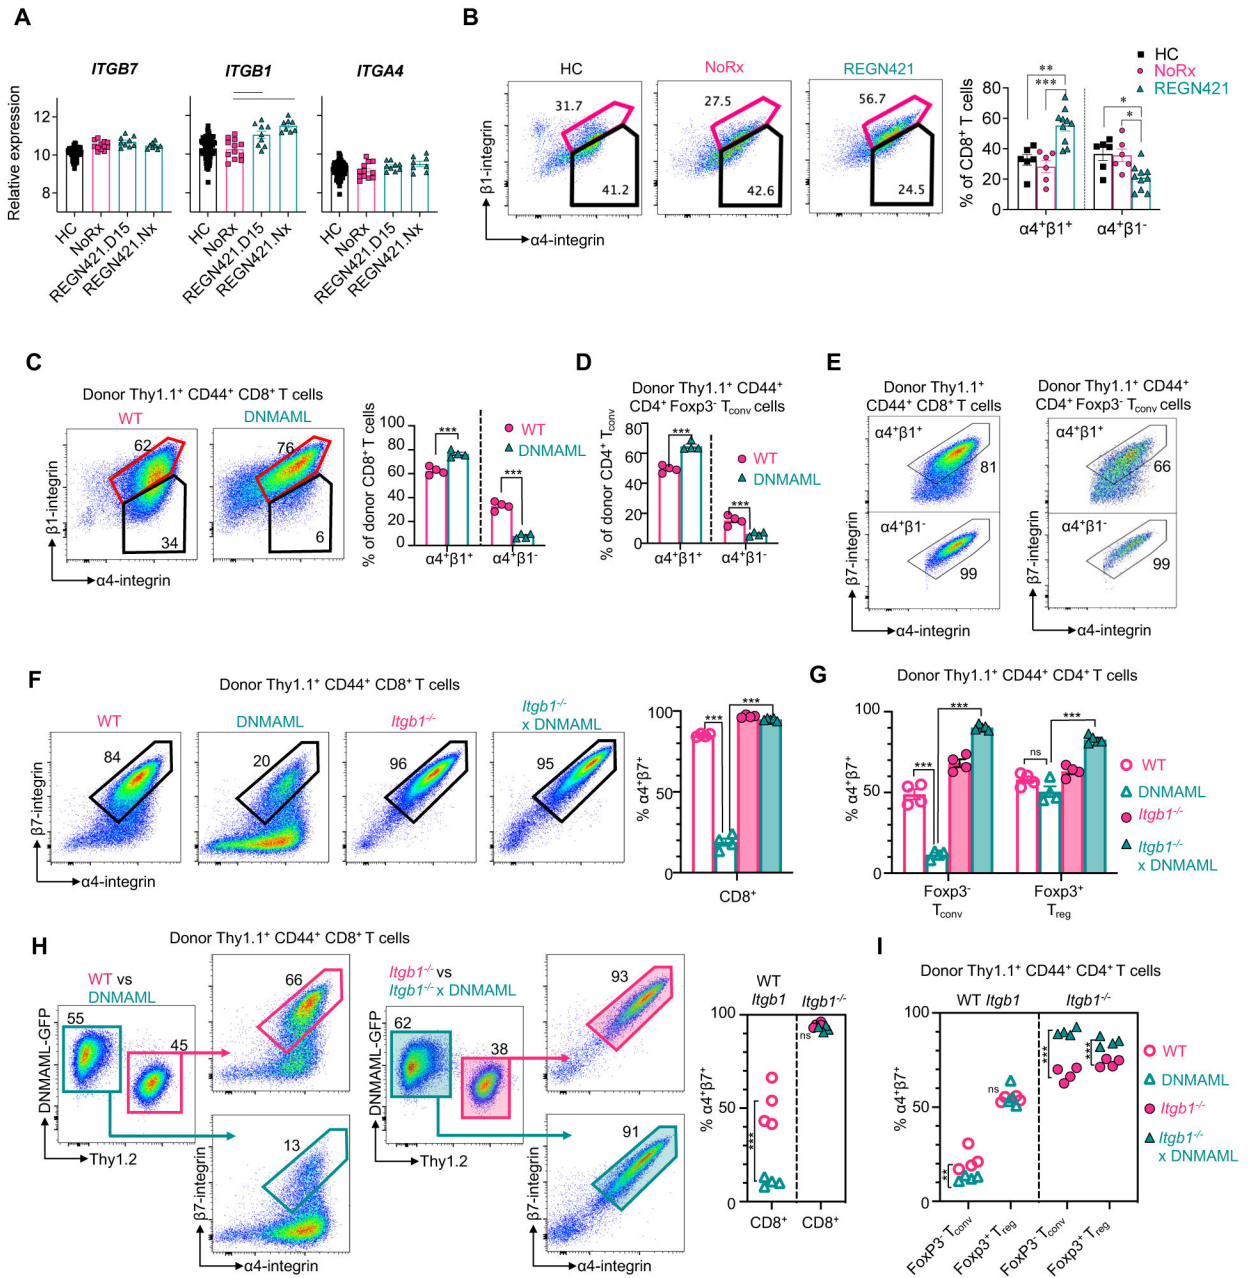 A
ITGB7
ITGB1
ITGA4
Relative expression
12
10
8
HC
NoRx
REGN421.D15
REGN421.Nx
HC
NoRx
REGN421.D15
REGN421.Nx
HC
NoRx
REGN421.D15
REGN421.Nx
B
HC
NoRx
REGN421
31.7
41.2
27.5
42.6
56.7
24.5
β1-integrin
α4-integrin
% of CD8⁺ T cells
80
60
40
20
0
**
***
*
*
α4⁺β1⁺
α4⁺β1⁻
HC
NoRx
REGN421
C
Donor Thy1.1⁺ CD44⁺ CD8⁺ T cells
WT
DNMAML
62
34
76
6
β1-integrin
α4-integrin
% of donor CD8⁺ T cells
100
80
60
40
20
0
***
***
WT
DNMAML
α4⁺β1⁺
α4⁺β1⁻
D
Donor Thy1.1⁺ CD44⁺
CD4⁺ Foxp3⁻ Tconv cells
% of donor CD4⁺ Tconv
80
60
40
20
0
***
***
WT
DNMAML
α4⁺β1⁺
α4⁺β1⁻
E
Donor Thy1.1⁺
CD44⁺ CD8⁺ T cells
Donor Thy1.1⁺ CD44⁺
CD4⁺ Foxp3⁻ Tconv cells
α4⁺β1⁺
81
α4⁺β1⁻
99
α4⁺β1⁺
66
α4⁺β1⁻
99
β7-integrin
α4-integrin
β7-integrin
α4-integrin
F
Donor Thy1.1⁺ CD44⁺ CD8⁺ T cells
WT
DNMAML
Itgb1⁻/⁻
Itgb1⁻/⁻
x DNMAML
84
20
96
95
β7-integrin
α4-integrin
% α4⁺β7⁺
100
50
0
***
***
CD8⁺
G
Donor Thy1.1⁺ CD44⁺ CD4⁺ T cells
% α4⁺β7⁺
100
50
0
***
***
ns
***
Foxp3⁻
Tconv
Foxp3⁺
Treg
WT
DNMAML
Itgb1⁻/⁻
Itgb1⁻/⁻
x DNMAML
H
Donor Thy1.1⁺ CD44⁺ CD8⁺ T cells
WT vs
DNMAML
55
45
DNMAML-GFP
Thy1.2
66
13
β7-integrin
α4-integrin
Itgb1⁻/⁻ vs
Itgb1⁻/⁻ x DNMAML
62
38
DNMAML-GFP
Thy1.2
93
91
β7-integrin
α4-integrin
WT
Itgb1
Itgb1⁻/⁻
% α4⁺β7⁺
100
50
0
***
ns
CD8⁺
CD8⁺
I
Donor Thy1.1⁺ CD44⁺ CD4⁺ T cells
WT Itgb1
Itgb1⁻/⁻
% α4⁺β7⁺
100
50
0
**
ns
***
***
FoxP3⁻ Tconv
Foxp3⁺ Treg
FoxP3⁻ Tconv
Foxp3⁺ Treg
WT
DNMAML
Itgb1⁻/⁻
Itgb1⁻/⁻
x DNMAML